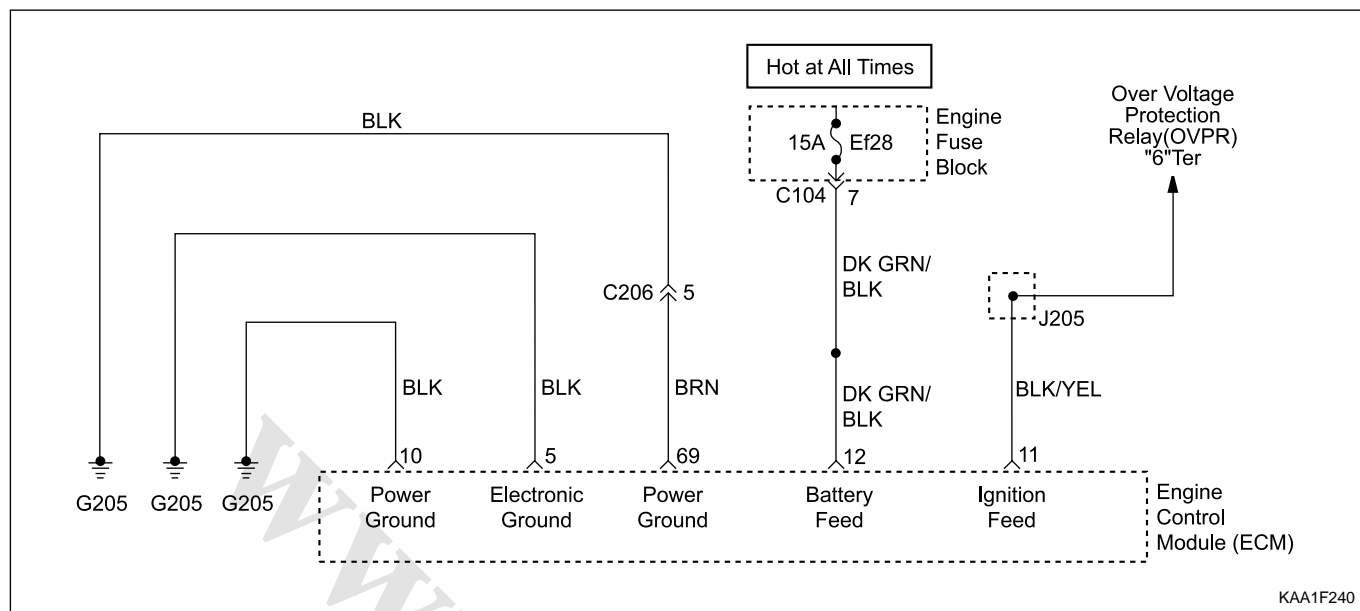 Hot at All Times
Over Voltage
Protection
Relay(OVPR)
"6"Ter
BLK
15A Ef28
Engine
Fuse
Block
C104 7
DK GRN/
BLK
C206 5
J205
BLK
BLK
BRN
DK GRN/
BLK
BLK/YEL
10
5
69
12
11
G205
G205
G205
Power
Ground
Electronic
Ground
Power
Ground
Battery
Feed
Ignition
Feed
Engine
Control
Module (ECM)
KAA1F240